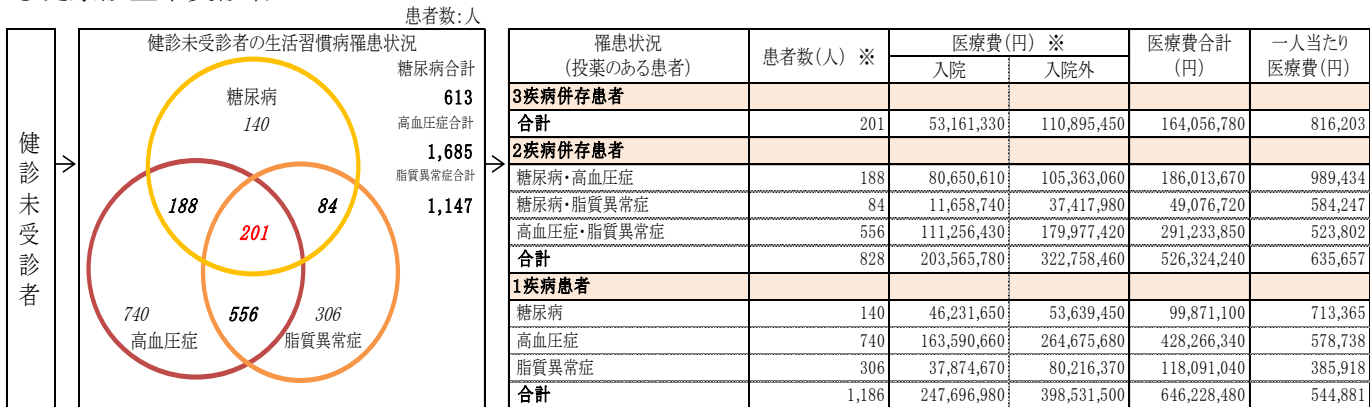 患者数:人
健診未受診者
健診未受診者の生活習慣病罹患状況
糖尿病合計
613
高血圧症合計
1,685
脂質異常症合計
1,147
糖尿病
140
188
84
201
740
高血圧症
556
306
脂質異常症
罹患状況 患者数(人) ※ 医療費(円) ※ 医療費合計 一人当たり
(投薬のある患者) 入院 入院外 (円) 医療費(円)
3疾病併存患者
合計 201 53,161,330 110,895,450 164,056,780 816,203
2疾病併存患者
糖尿病・高血圧症 188 80,650,610 105,363,060 186,013,670 989,434
糖尿病・脂質異常症 84 11,658,740 37,417,980 49,076,720 584,247
高血圧症・脂質異常症 556 111,256,430 179,977,420 291,233,850 523,802
合計 828 203,565,780 322,758,460 526,324,240 635,657
1疾病患者
糖尿病 140 46,231,650 53,639,450 99,871,100 713,365
高血圧症 740 163,590,660 264,675,680 428,266,340 578,738
脂質異常症 306 37,874,670 80,216,370 118,091,040 385,918
合計 1,186 247,696,980 398,531,500 646,228,480 544,881